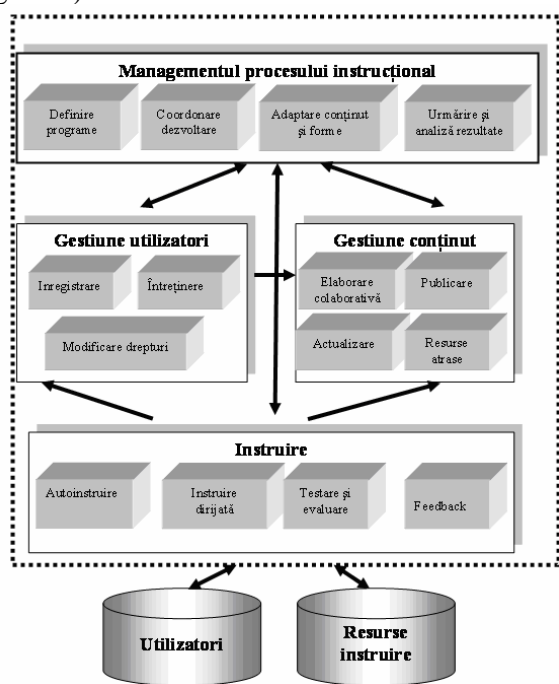 Managementul procesului instrucțional
Definire
programe
Coordonare
dezvoltare
Adaptare conținut
și forme
Urmărire și
analiză rezultate
Gestiune utilizatori
Inregistrare
Întreținere
Modificare drepturi
Gestiune conținut
Elaborare
colaborativă
Publicare
Actualizare
Resurse
atrase
Instruire
Autoinstruire
Instruire
dirijată
Testare și
evaluare
Feedback
Utilizatori
Resurse
instruire